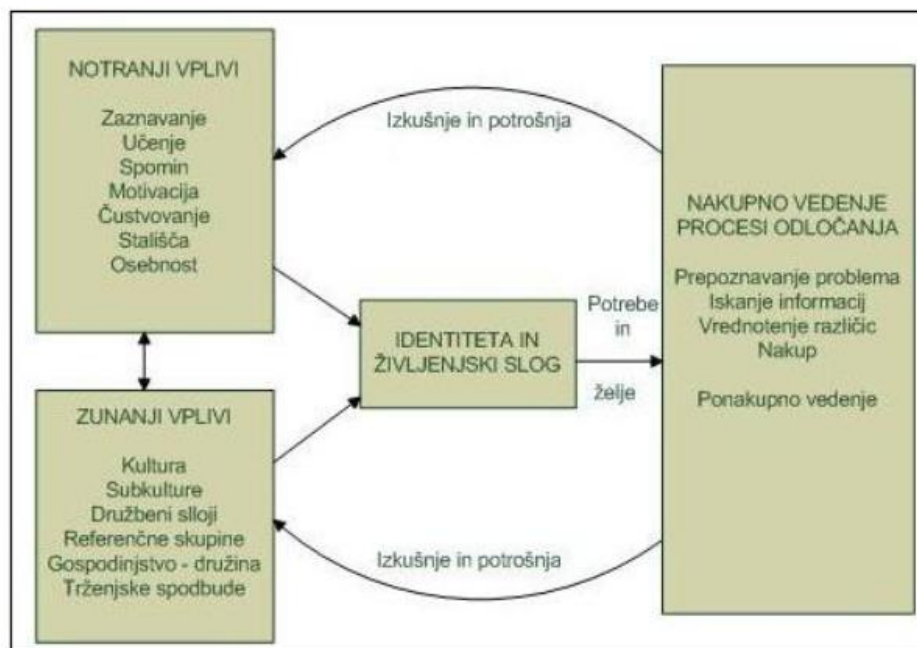 NOTRANJI VPLIVI
Zaznavanje
Učenje
Spomin
Motivacija
Čustvovanje
Stališča
Osebnost
ZUNANJI VPLIVI
Kultura
Subkulture
Družbeni slloji
Referenčne skupine
Gospodinjstvo - družina
Trženjske spodbude
Izkušnje in potrošnja
IDENTITETA IN
ŽIVLJENJSKI SLOG
Potrebe
in
želje
Izkušnje in potrošnja
NAKUPNO VEDENJE
PROCESI ODLOČANJA
Prepoznavanje problema
Iskanje informacij
Vrednotenje različic
Nakup
Ponakupno vedenje